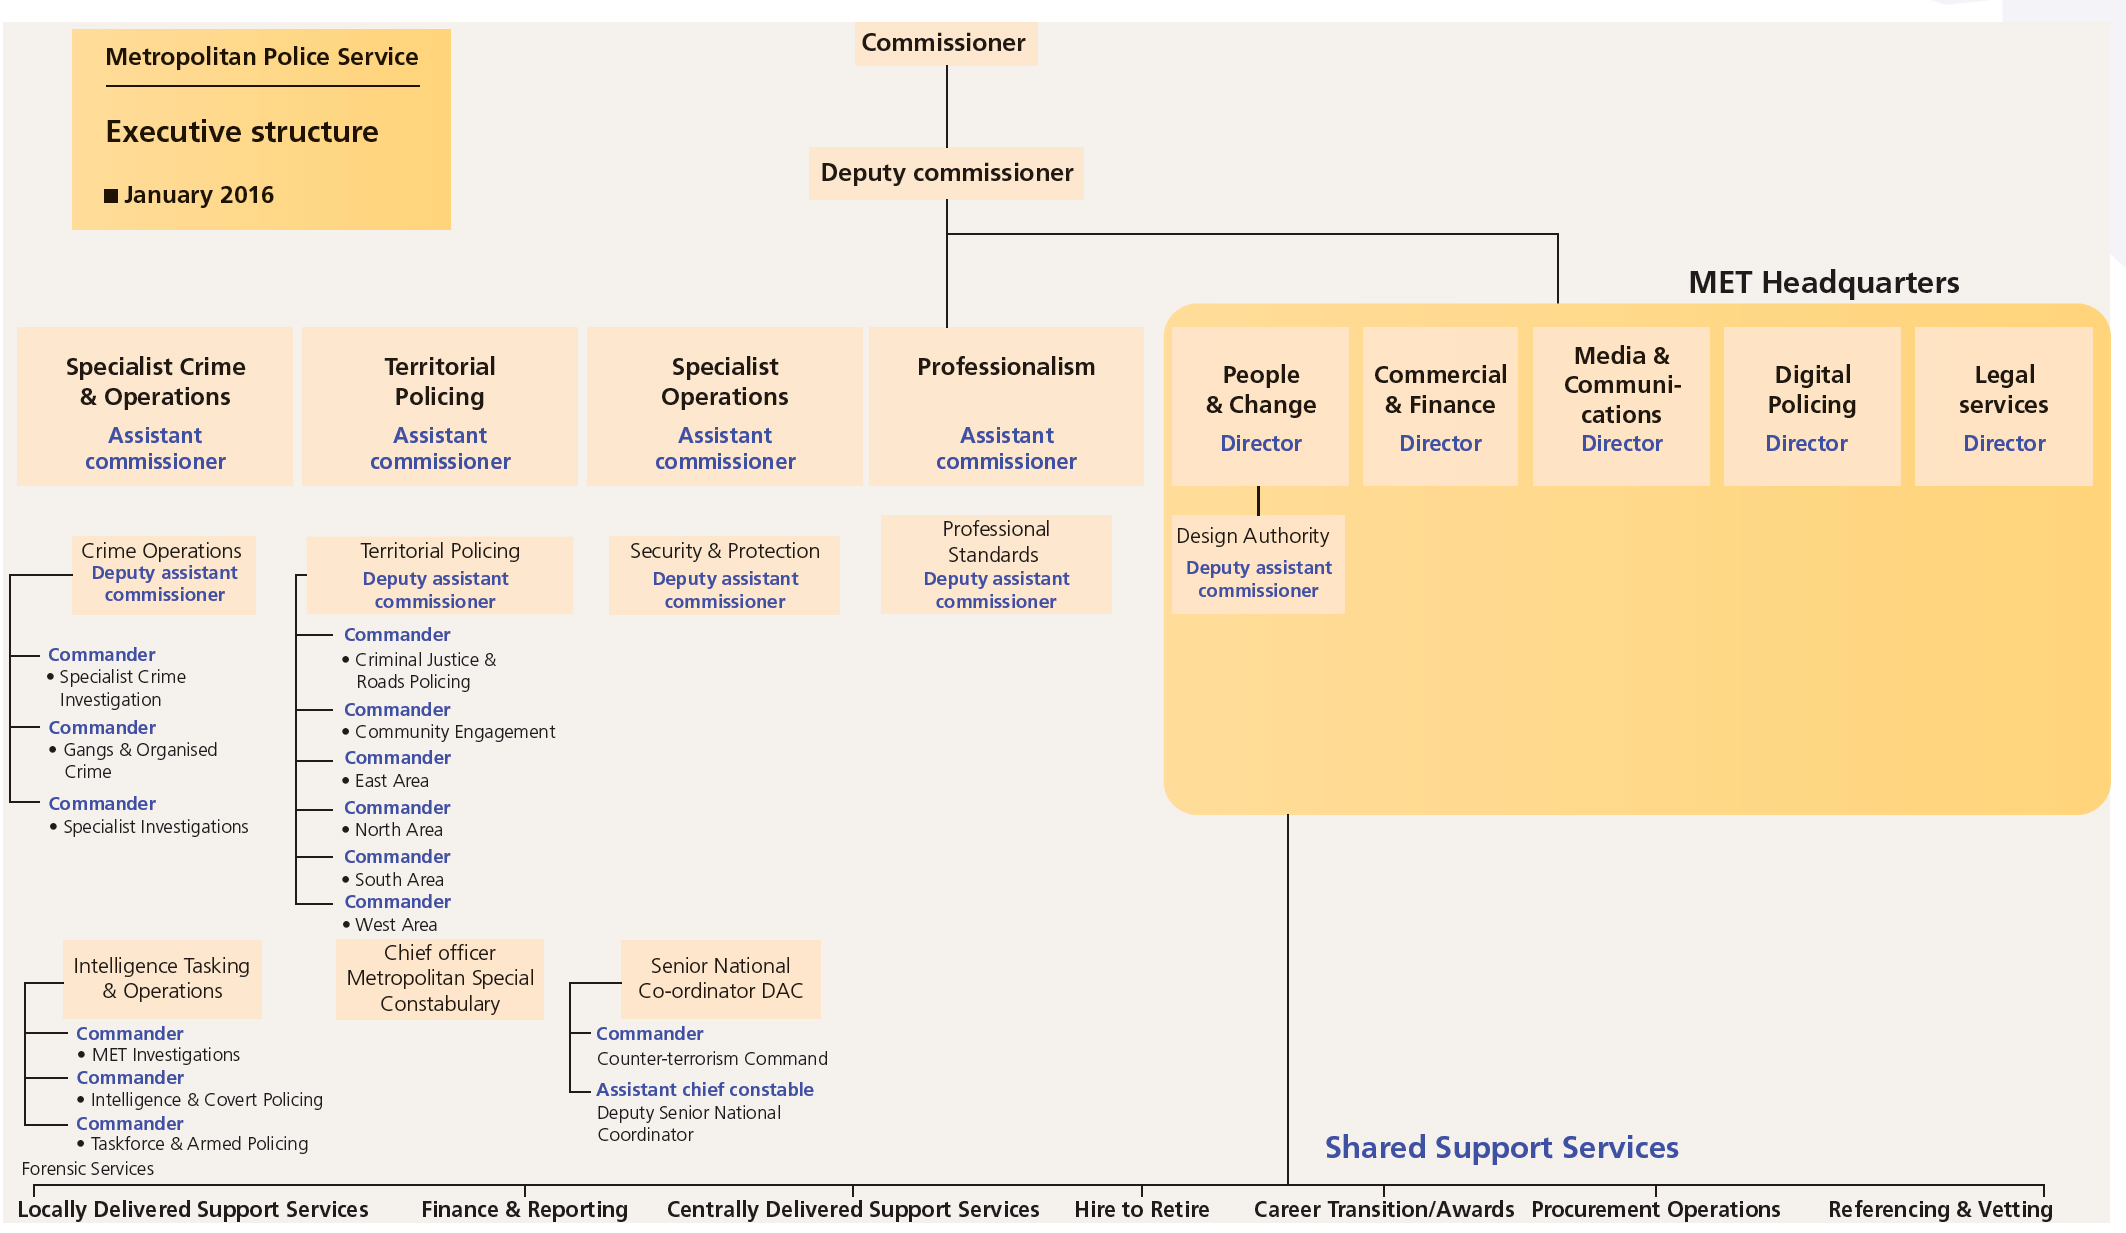 Metropolitan Police Service
Executive structure
■ January 2016
Commissioner
Deputy commissioner
MET Headquarters
Specialist Crime
& Operations
Assistant
commissioner
Territorial
Policing
Assistant
commissioner
Specialist
Operations
Assistant
commissioner
Professionalism
Assistant
commissioner
People
& Change
Director
Commercial
& Finance
Director
Media &
Communi-
cations
Director
Digital
Policing
Director
Legal
services
Director
Crime Operations
Deputy assistant
commissioner
Commander
• Specialist Crime
Investigation
Commander
• Gangs & Organised
Crime
Commander
• Specialist Investigations
Territorial Policing
Deputy assistant
commissioner
Commander
• Criminal Justice &
Roads Policing
Commander
• Community Engagement
Commander
• East Area
Commander
• North Area
Commander
• South Area
Commander
• West Area
Security & Protection
Deputy assistant
commissioner
Professional
Standards
Deputy assistant
commissioner
Design Authority
Deputy assistant
commissioner
Intelligence Tasking
& Operations
Commander
• MET Investigations
Commander
• Intelligence & Covert Policing
Commander
• Taskforce & Armed Policing
Forensic Services
Chief officer
Metropolitan Special
Constabulary
Senior National
Co-ordinator DAC
Commander
Counter-terrorism Command
Assistant chief constable
Deputy Senior National
Coordinator
Shared Support Services
Locally Delivered Support Services
Finance & Reporting
Centrally Delivered Support Services
Hire to Retire
Career Transition/Awards
Procurement Operations
Referencing & Vetting